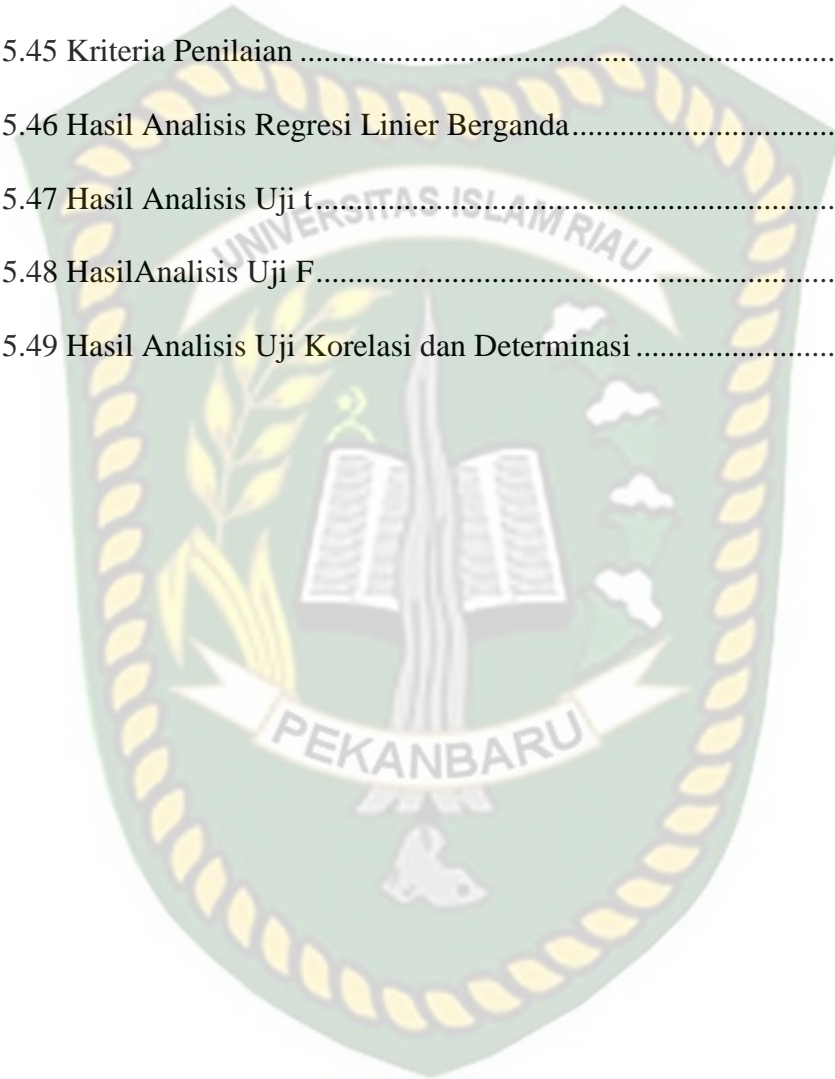 5.45 Kriteria Penilaian ....................................................................
5.46 Hasil Analisis Regresi Linier Berganda.................................
5.47 Hasil Analisis Uji t..................................................................
5.48 HasilAnalisis Uji F..................................................................
5.49 Hasil Analisis Uji Korelasi dan Determinasi .........................
UNIVERSITAS ISLAM RIAU
PEKANBARU